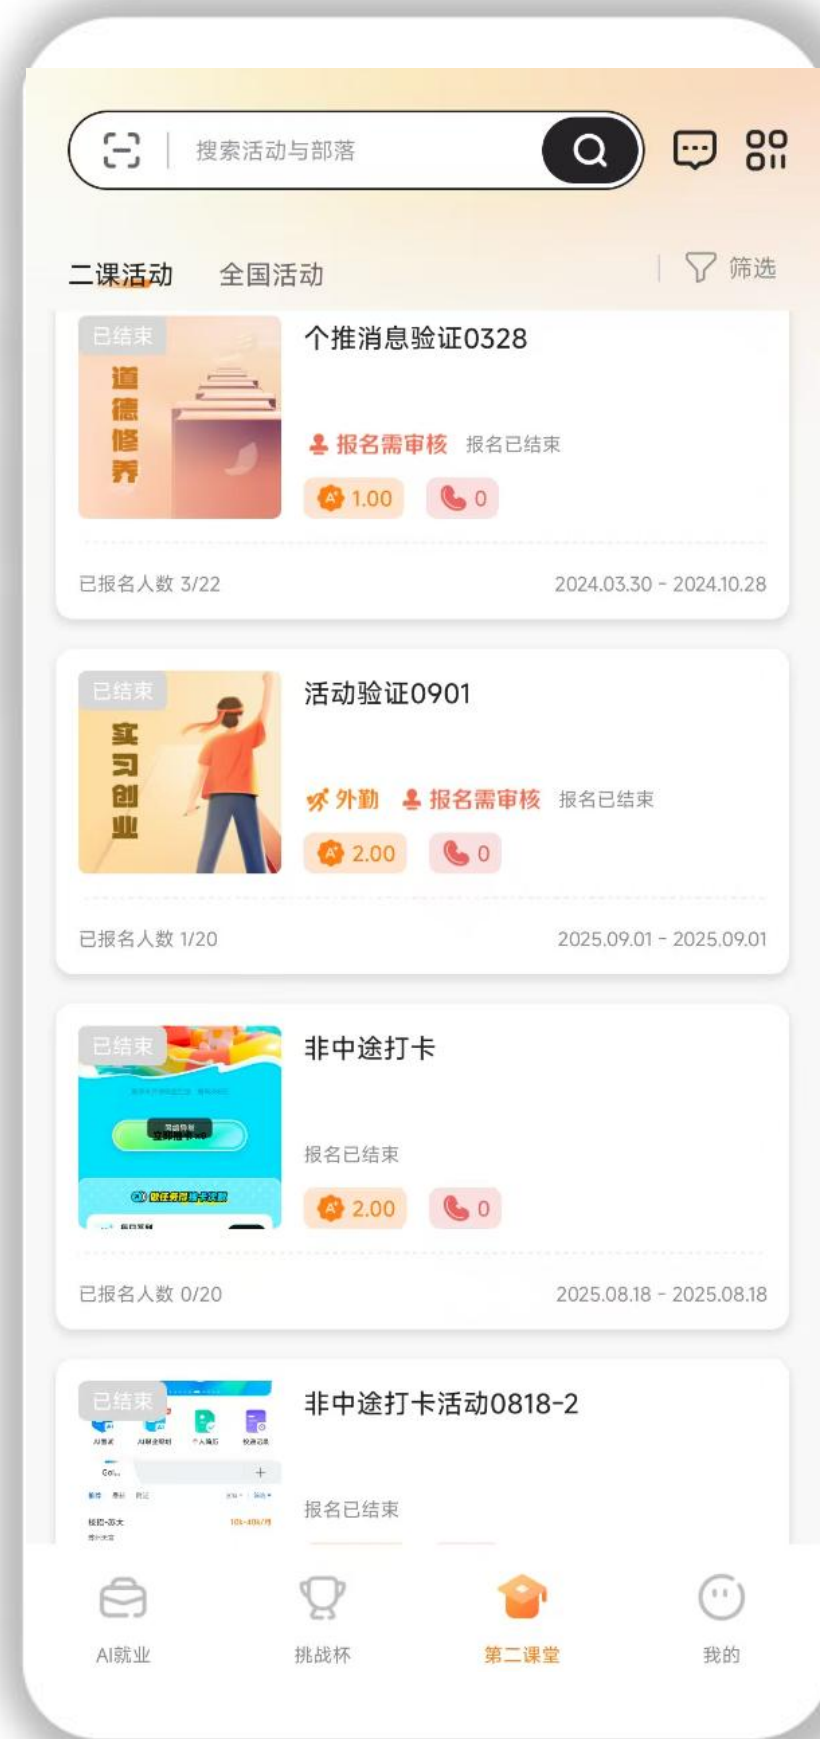 搜索活动与部落
二课活动 全国活动 筛选
已结束
道德修养
个推消息验证0328
报名需审核 报名已结束
1.00 0
已报名人数 3/22 2024.03.30 - 2024.10.28
已结束
实习创业
活动验证0901
外勤 报名需审核 报名已结束
2.00 0
已报名人数 1/20 2025.09.01 - 2025.09.01
已结束
非中途打卡
报名已结束
2.00 0
已报名人数 0/20 2025.08.18 - 2025.08.18
已结束
非中途打卡活动0818-2
个人简历
Gol...
10k-40k/月
报名已结束
AI就业 挑战杯 第二课堂 我的